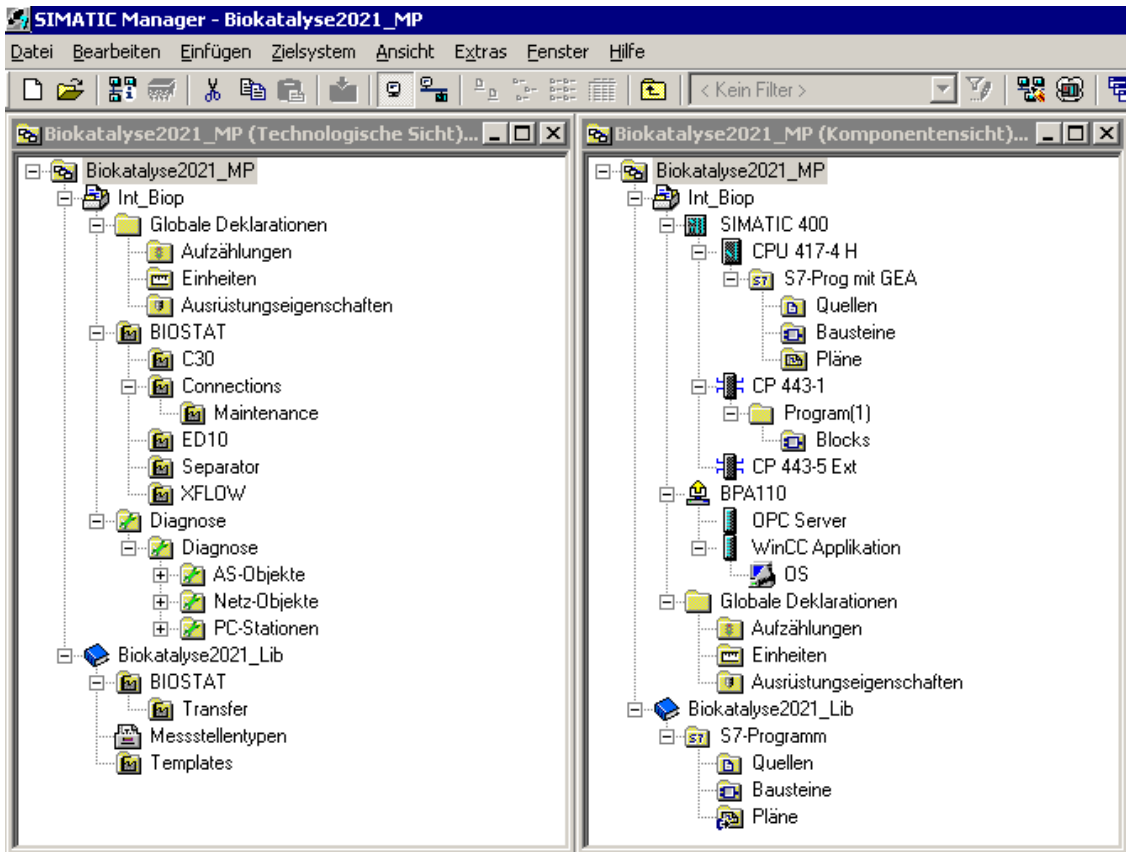 SIMATIC Manager - Biokatalyse2021_MP
Datei Bearbeiten Einfügen Zielsystem Ansicht Extras Fenster Hilfe
< Kein Filter >
Biokatalyse2021_MP (Technologische Sicht)...
Biokatalyse2021_MP
Int_Biop
Globale Deklarationen
Aufzählungen
Einheiten
Ausrüstungseigenschaften
BIOSTAT
C30
Connections
Maintenance
ED10
Separator
XFLOW
Diagnose
Diagnose
AS-Objekte
Netz-Objekte
PC-Stationen
Biokatalyse2021_Lib
BIOSTAT
Transfer
Messstellentypen
Templates
Biokatalyse2021_MP (Komponentensicht)...
Biokatalyse2021_MP
Int_Biop
SIMATIC 400
CPU 417-4 H
S7-Prog mit GEA
Quellen
Bausteine
Pläne
CP 443-1
Program(1)
Blocks
CP 443-5 Ext
BPA110
OPC Server
WinCC Applikation
OS
Globale Deklarationen
Aufzählungen
Einheiten
Ausrüstungseigenschaften
Biokatalyse2021_Lib
S7-Programm
Quellen
Bausteine
Pläne